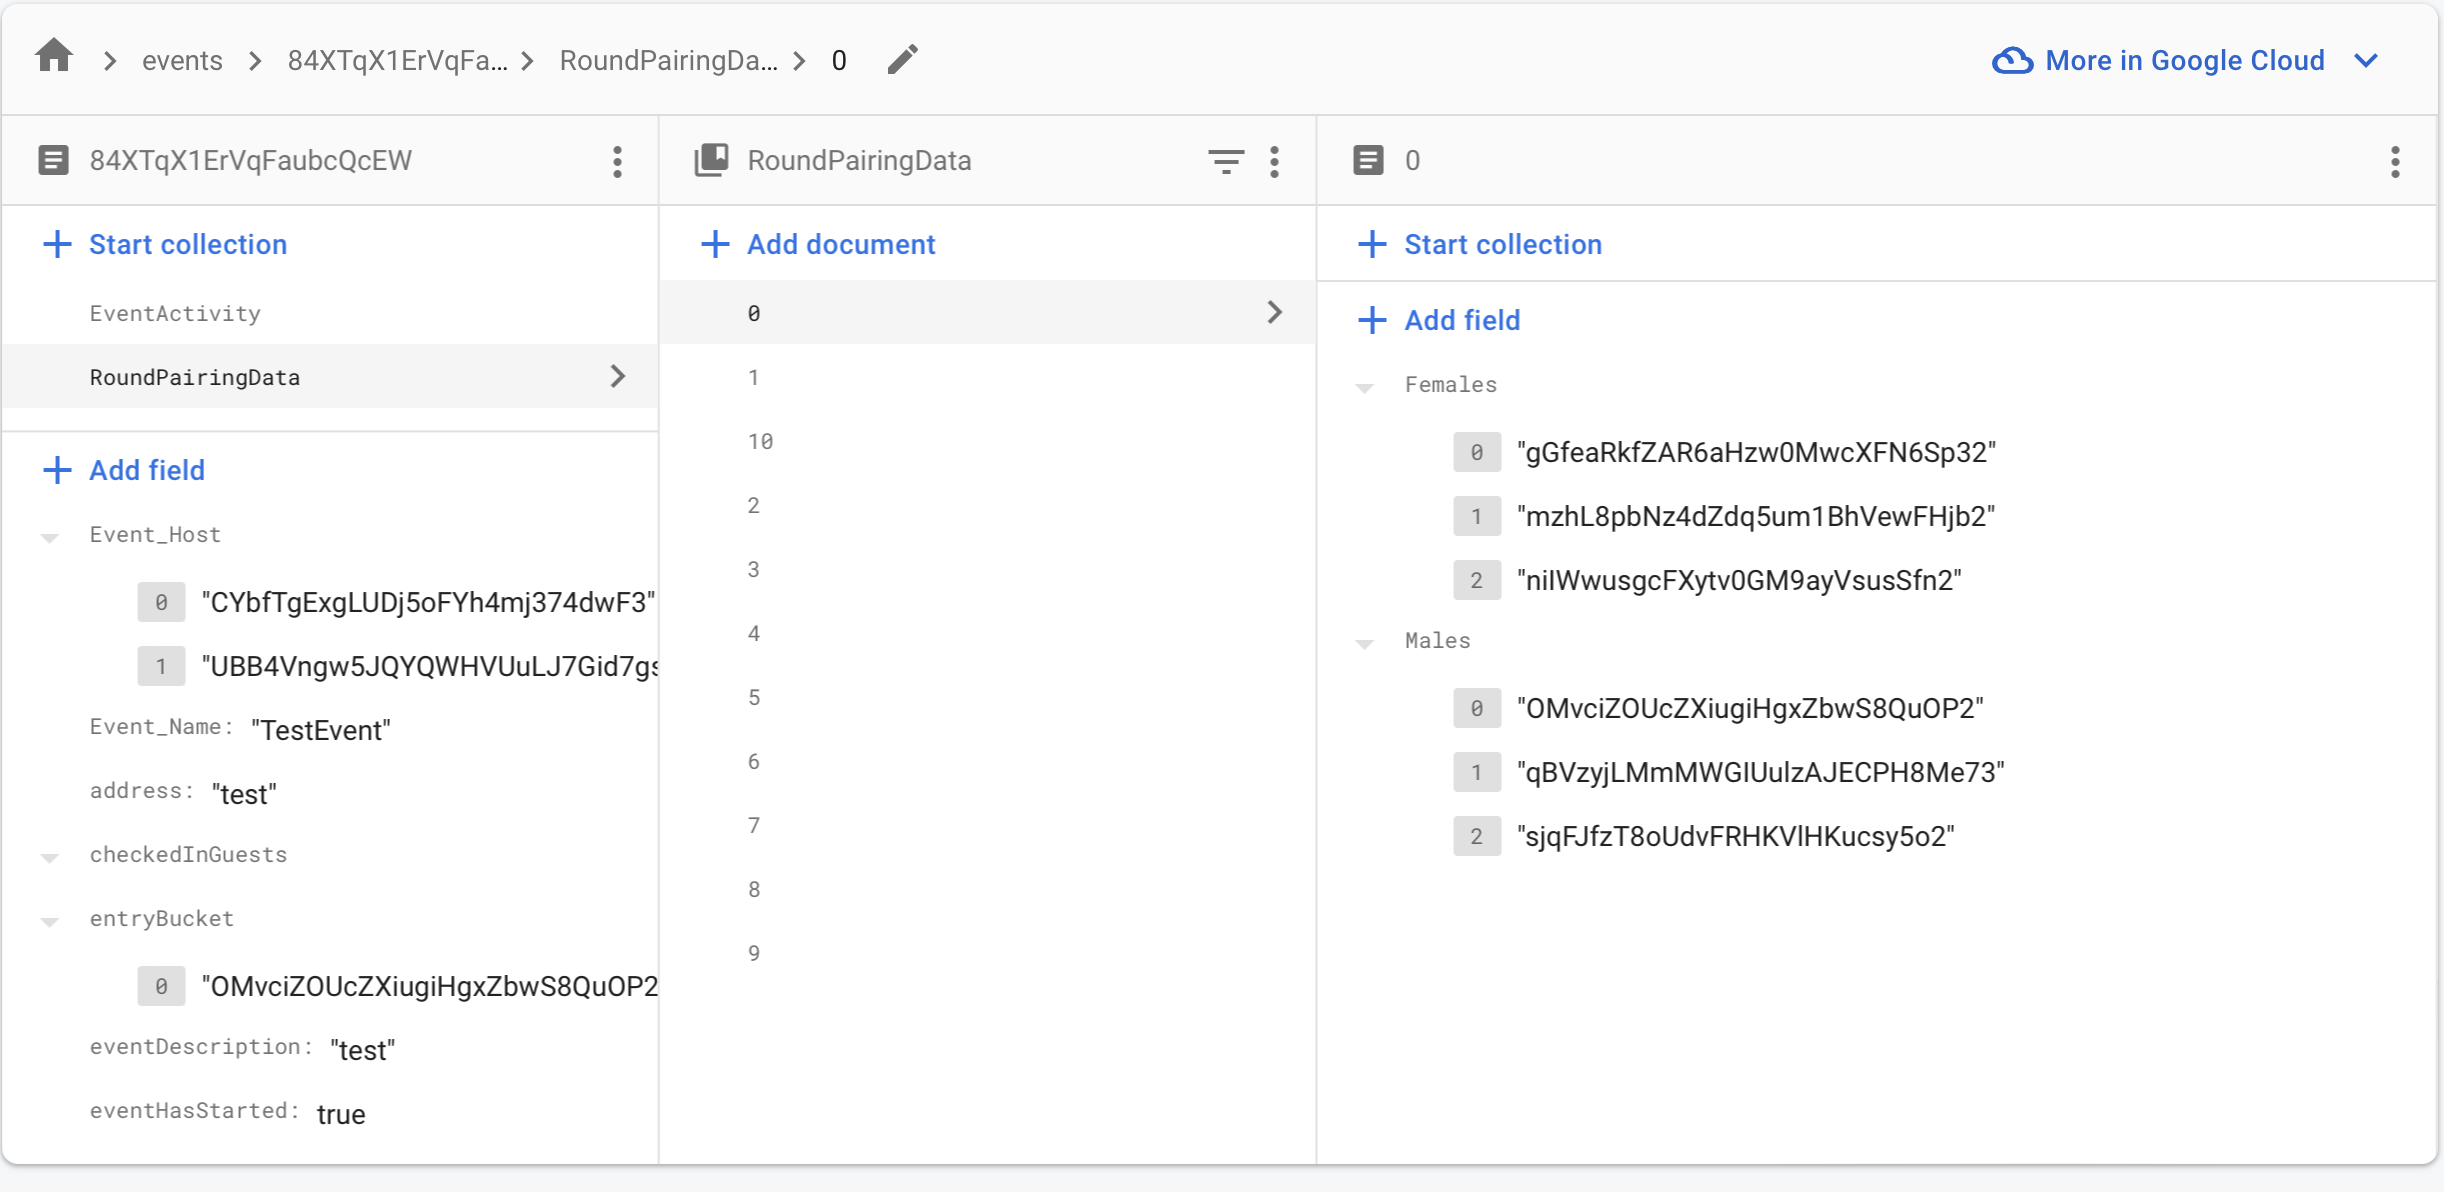 events
84XTqX1ErVqFa...
RoundPairingDa...
0
More in Google Cloud
84XTqX1ErVqFaubcQcEW
Start collection
EventActivity
RoundPairingData
Add field
Event_Host
0 "CYbfTgExgLUDj5oFYh4mj374dwF3"
1 "UBB4Vngw5JQYQWHVUuLJ7Gid7gs
Event_Name: "TestEvent"
address: "test"
checkedInGuests
entryBucket
0 "OMvciZOUcZXiugiHgxZbwS8QuOP2
eventDescription: "test"
eventHasStarted: true
RoundPairingData
Add document
0
1
10
2
3
4
5
6
7
8
9
0
Start collection
Add field
Females
0 "gGfeaRkfZAR6aHzw0MwcXFN6Sp32"
1 "mzhL8pbNz4dZdq5um1BhVewFHjb2"
2 "niIWwusgcFXytv0GM9ayVsusSfn2"
Males
0 "OMvciZOUcZXiugiHgxZbwS8QuOP2"
1 "qBVzyjLMmMWGIUulzAJECPH8Me73"
2 "sjqFJfzT8oUdvFRHKVlHKucsy5o2"